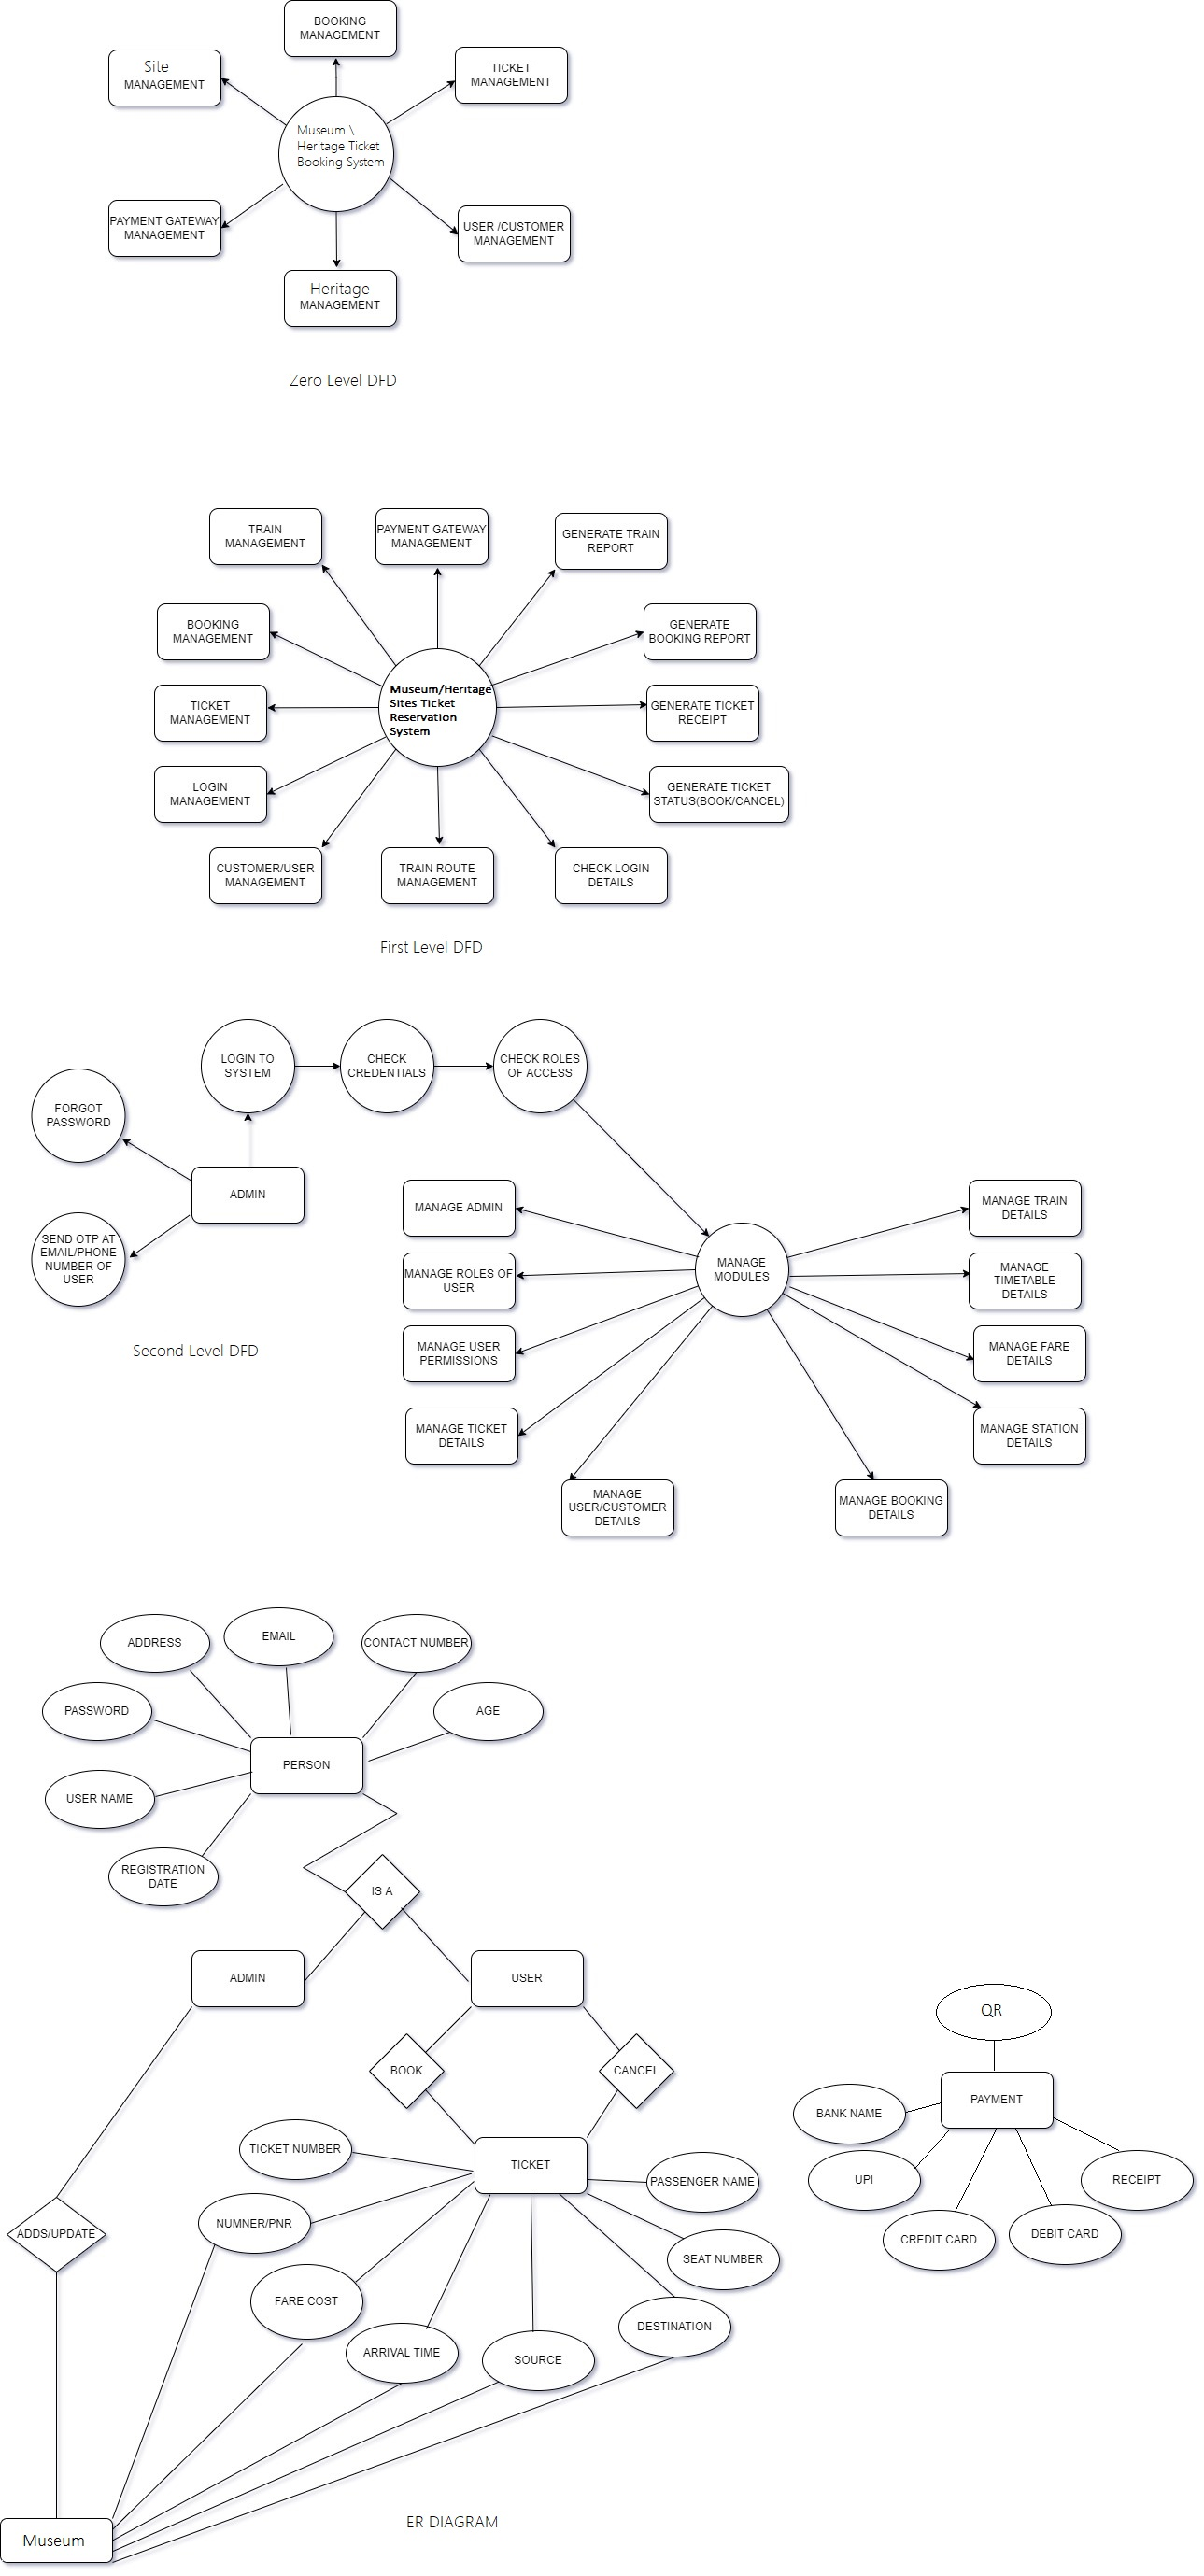 BOOKING
MANAGEMENT
Site
MANAGEMENT
TICKET
MANAGEMENT
Museum \
Heritage Ticket
Booking System
PAYMENT GATEWAY
MANAGEMENT
USER /CUSTOMER
MANAGEMENT
Heritage
MANAGEMENT
Zero Level DFD
TRAIN
MANAGEMENT
PAYMENT GATEWAY
MANAGEMENT
GENERATE TRAIN
REPORT
BOOKING
MANAGEMENT
GENERATE
BOOKING REPORT
TICKET
MANAGEMENT
Museum/Heritage
Sites Ticket
Reservation
System
GENERATE TICKET
RECEIPT
LOGIN
MANAGEMENT
GENERATE TICKET
STATUS(BOOK/CANCEL)
CUSTOMER/USER
MANAGEMENT
TRAIN ROUTE
MANAGEMENT
CHECK LOGIN
DETAILS
First Level DFD
LOGIN TO
SYSTEM
CHECK
CREDENTIALS
CHECK ROLES
OF ACCESS
FORGOT
PASSWORD
ADMIN
SEND OTP AT
EMAIL/PHONE
NUMBER OF
USER
MANAGE ADMIN
MANAGE TRAIN
DETAILS
MANAGE
MODULES
MANAGE ROLES OF
USER
MANAGE
TIMETABLE
DETAILS
Second Level DFD
MANAGE USER
PERMISSIONS
MANAGE FARE
DETAILS
MANAGE TICKET
DETAILS
MANAGE STATION
DETAILS
MANAGE
USER/CUSTOMER
DETAILS
MANAGE BOOKING
DETAILS
ADDRESS
EMAIL
CONTACT NUMBER
PASSWORD
AGE
PERSON
USER NAME
REGISTRATION
DATE
IS A
ADMIN
USER
QR
BOOK
CANCEL
PAYMENT
BANK NAME
TICKET NUMBER
TICKET
PASSENGER NAME
UPI
RECEIPT
NUMNER/PNR
ADDS/UPDATE
CREDIT CARD
DEBIT CARD
SEAT NUMBER
FARE COST
DESTINATION
ARRIVAL TIME
SOURCE
ER DIAGRAM
Museum